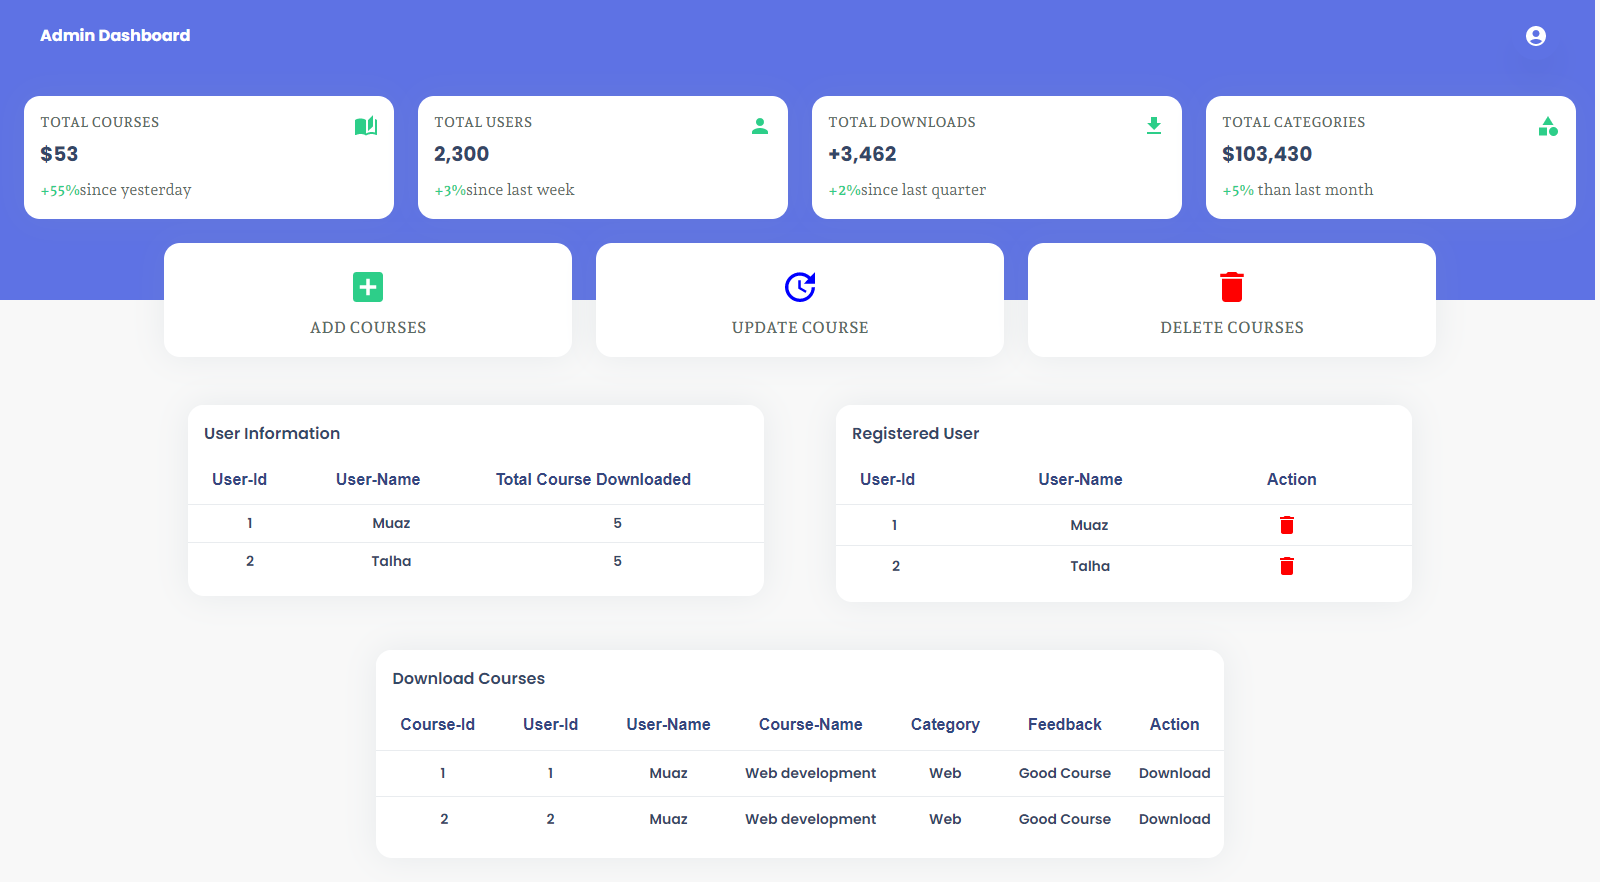 Admin Dashboard
TOTAL COURSES
$53
+55%since yesterday
TOTAL USERS
2,300
+3%since last week
TOTAL DOWNLOADS
+3,462
+2%since last quarter
TOTAL CATEGORIES
$103,430
+5% than last month
ADD COURSES
UPDATE COURSE
DELETE COURSES
User Information
User-Id User-Name Total Course Downloaded
1 Muaz 5
2 Talha 5
Registered User
User-Id User-Name Action
1 Muaz
2 Talha
Download Courses
Course-Id User-Id User-Name Course-Name Category Feedback Action
1 1 Muaz Web development Web Good Course Download
2 2 Muaz Web development Web Good Course Download